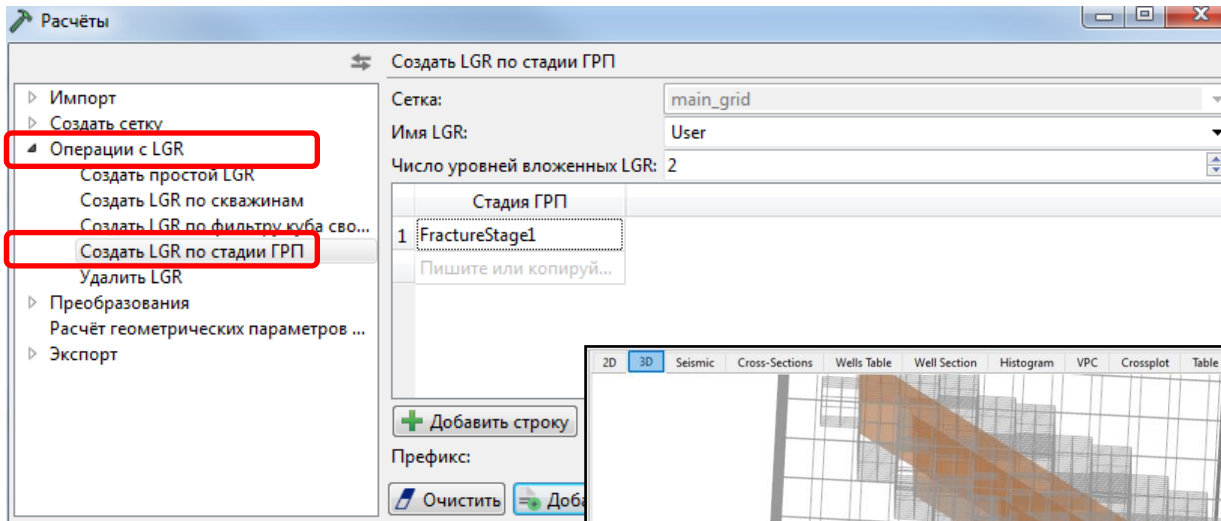 Расчёты
Создать LGR по стадии ГРП
Импорт
Создать сетку
Операции с LGR
Создать простой LGR
Создать LGR по скважинам
Создать LGR по фильтру куба сво...
Создать LGR по стадии ГРП
Удалить LGR
Преобразования
Расчёт геометрических параметров ...
Экспорт
Сетка: main_grid
Имя LGR: User
Число уровней вложенных LGR: 2
Стадия ГРП
1 FractureStage1
Пишите или копируй...
Добавить строку
Префикс:
Очистить Доба
2D 3D Seismic Cross-Sections Wells Table Well Section Histogram VPC Crossplot Table